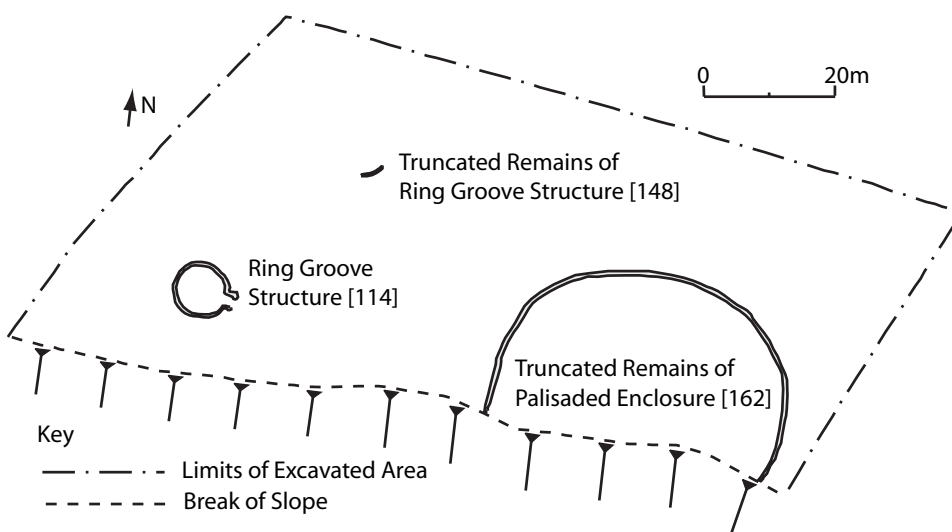 0 20m
N
Truncated Remains of
Ring Groove Structure [148]
Ring Groove
Structure [114]
Truncated Remains of
Palisaded Enclosure [162]
Key
Limits of Excavated Area
Break of Slope